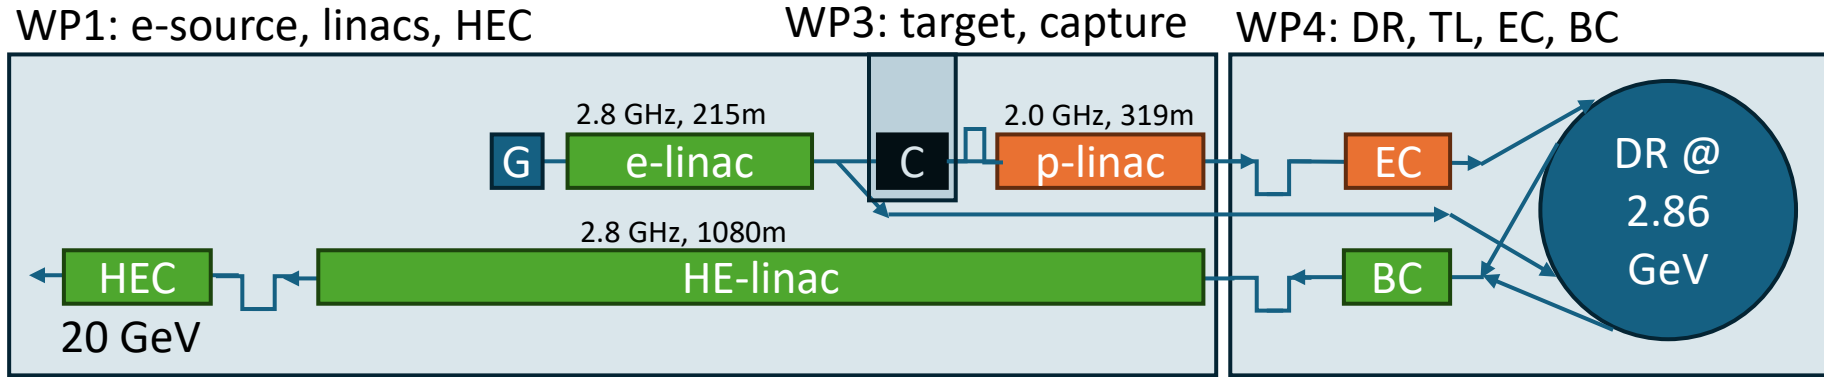 WP1: e-source, linacs, HEC
WP3: target, capture
WP4: DR, TL, EC, BC
2.8 GHz, 215m
2.0 GHz, 319m
G
e-linac
C
p-linac
EC
DR @
2.86
GeV
2.8 GHz, 1080m
HEC
HE-linac
BC
20 GeV